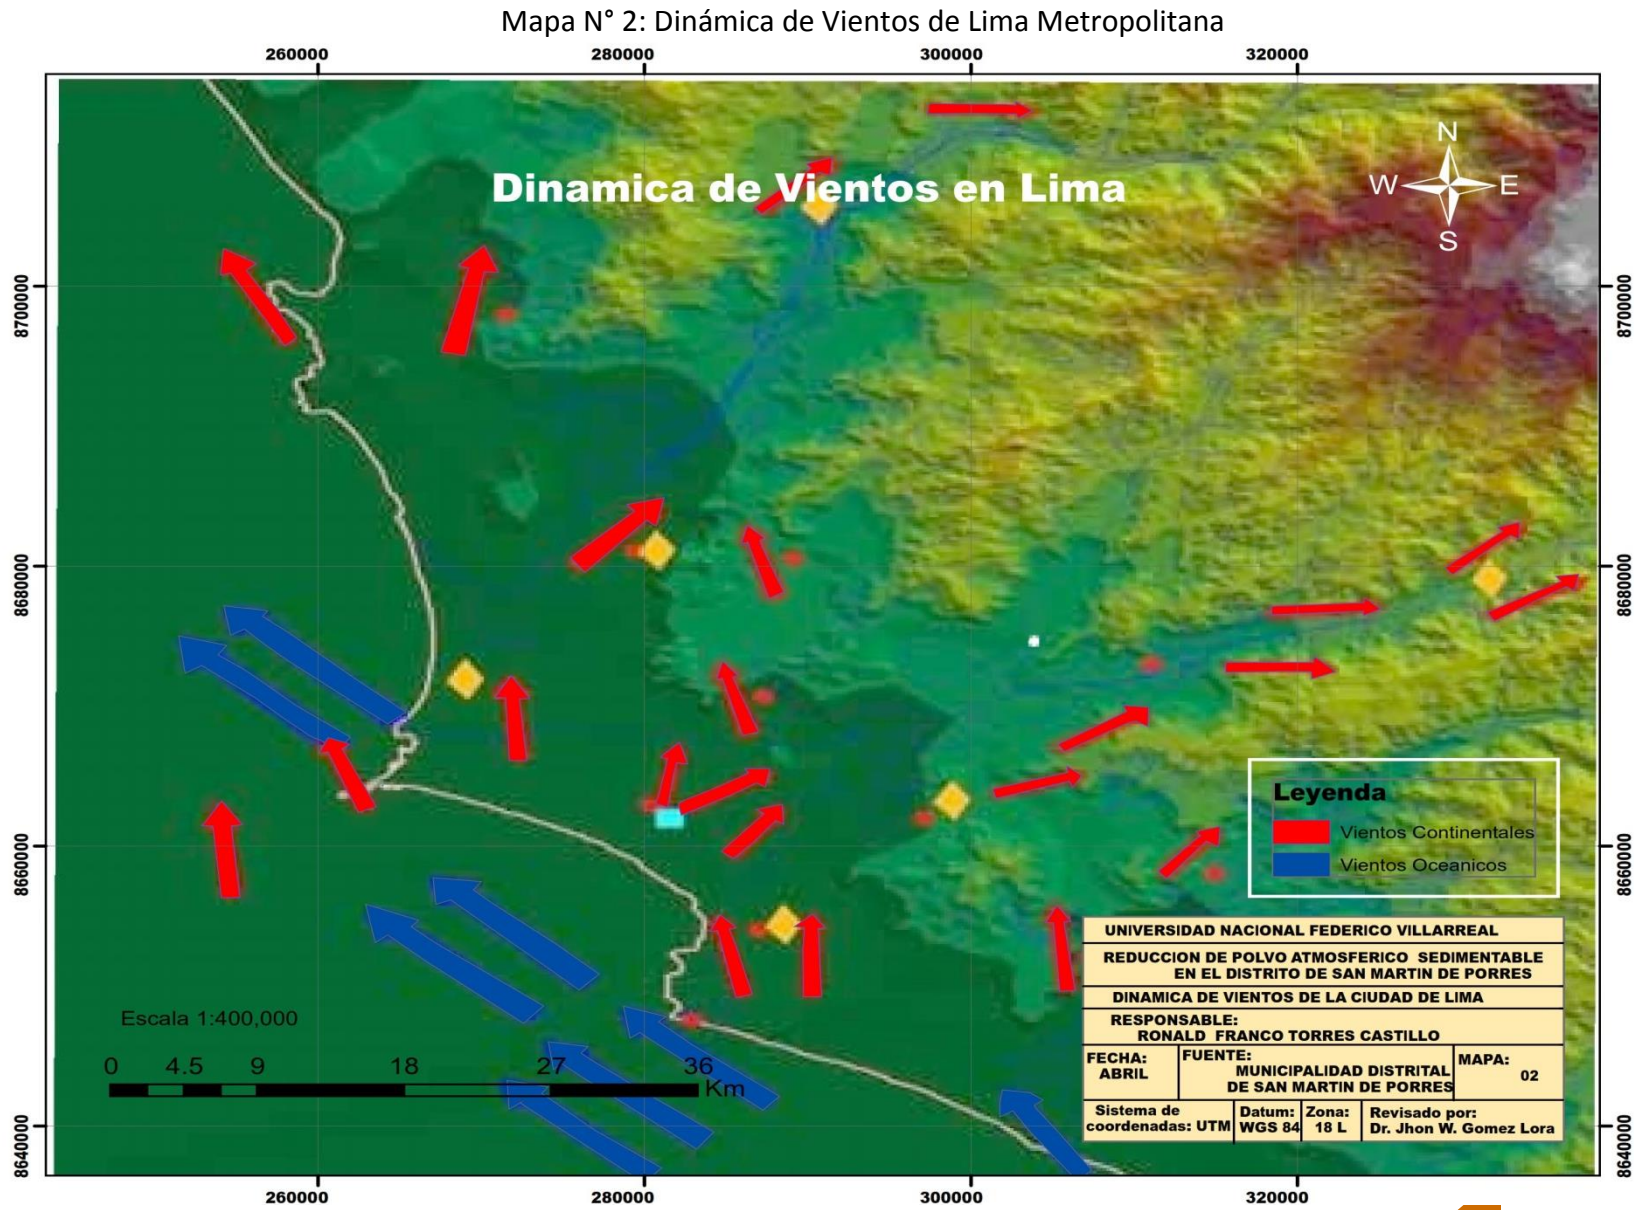 Mapa N° 2: Dinámica de Vientos de Lima Metropolitana
260000 280000 300000 320000
Dinamica de Vientos en Lima
N
W E
S
8700000 8700000
8680000 8680000
8660000 8660000
8640000 8640000
Leyenda
Vientos Continentales
Vientos Oceanicos
Escala 1:400,000
0 4.5 9 18 27 36
Km
UNIVERSIDAD NACIONAL FEDERICO VILLARREAL
REDUCCION DE POLVO ATMOSFERICO SEDIMENTABLE
EN EL DISTRITO DE SAN MARTIN DE PORRES
DINAMICA DE VIENTOS DE LA CIUDAD DE LIMA
RESPONSABLE:
RONALD FRANCO TORRES CASTILLO
FECHA:
ABRIL
FUENTE:
MUNICIPALIDAD DISTRITAL
DE SAN MARTIN DE PORRES
MAPA:
02
Sistema de
coordenadas: UTM
Datum:
WGS 84
Zona:
18 L
Revisado por:
Dr. Jhon W. Gomez Lora
260000 280000 300000 320000